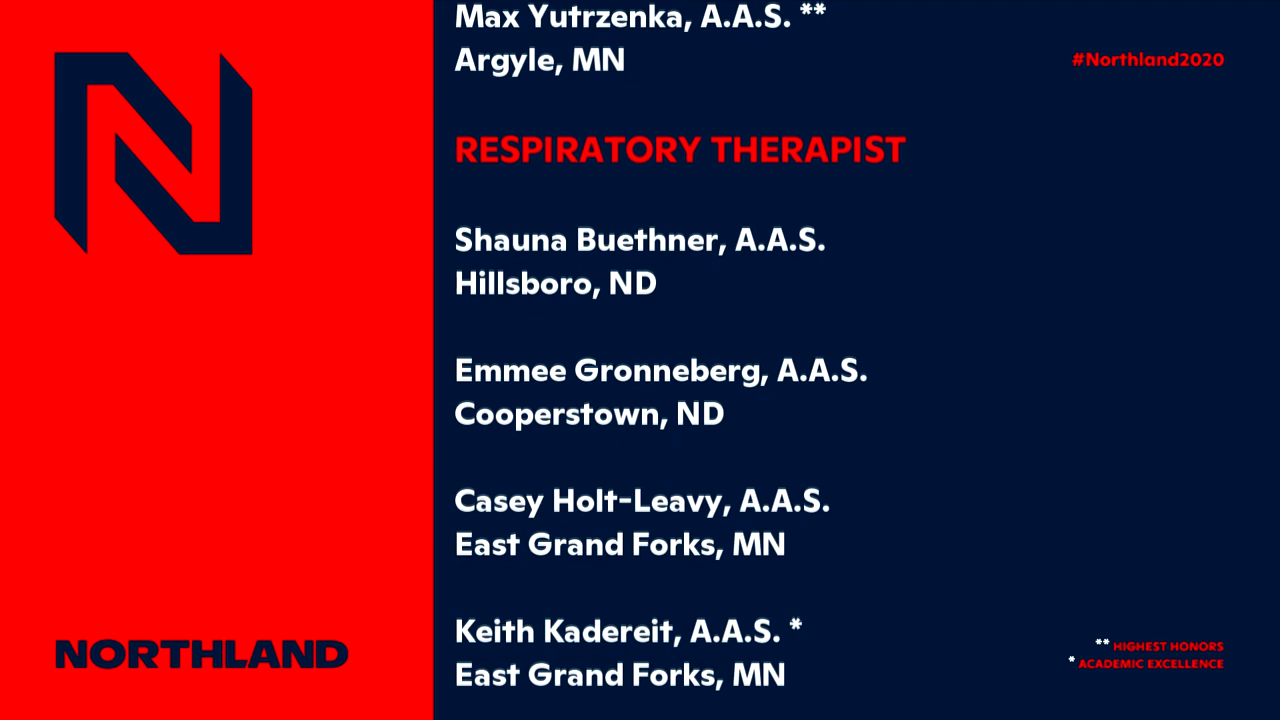 Max Yutrzenka, A.A.S. **
Argyle, MN
#Northland2020
RESPIRATORY THERAPIST
Shauna Buethner, A.A.S.
Hillsboro, ND
Emmee Gronneberg, A.A.S.
Cooperstown, ND
Casey Holt-Leavy, A.A.S.
East Grand Forks, MN
Keith Kadereit, A.A.S. *
East Grand Forks, MN
NORTHLAND
** HIGHEST HONORS
* ACADEMIC EXCELLENCE